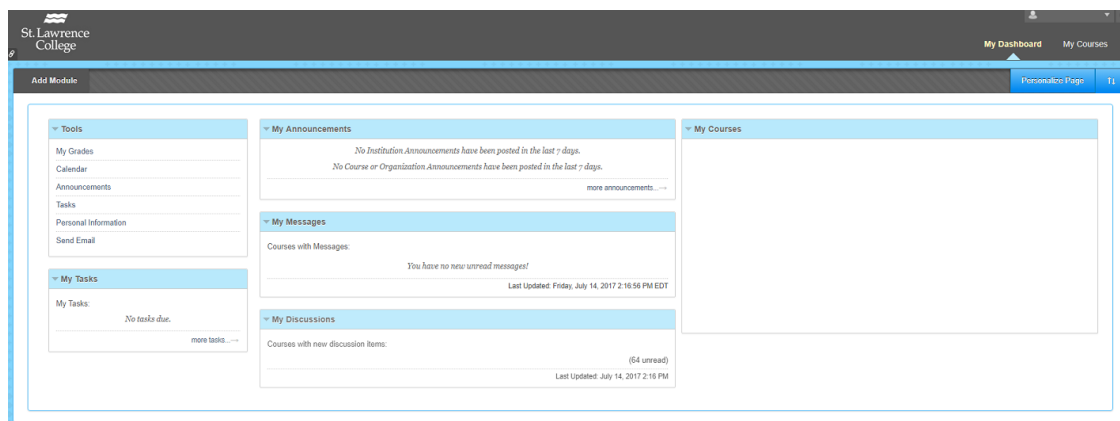 St. Lawrence
College
My Dashboard
My Courses
Add Module
Personalize Page
Tools
My Grades
Calendar
Announcements
Tasks
Personal Information
Send Email
My Tasks
My Tasks:
No tasks due.
more tasks...→
My Announcements
No Institution Announcements have been posted in the last 7 days.
No Course or Organization Announcements have been posted in the last 7 days.
more announcements...→
My Messages
Courses with Messages:
You have no new unread messages!
Last Updated: Friday, July 14, 2017 2:16:56 PM EDT
My Discussions
Courses with new discussion items:
(64 unread)
Last Updated: July 14, 2017 2:16 PM
My Courses